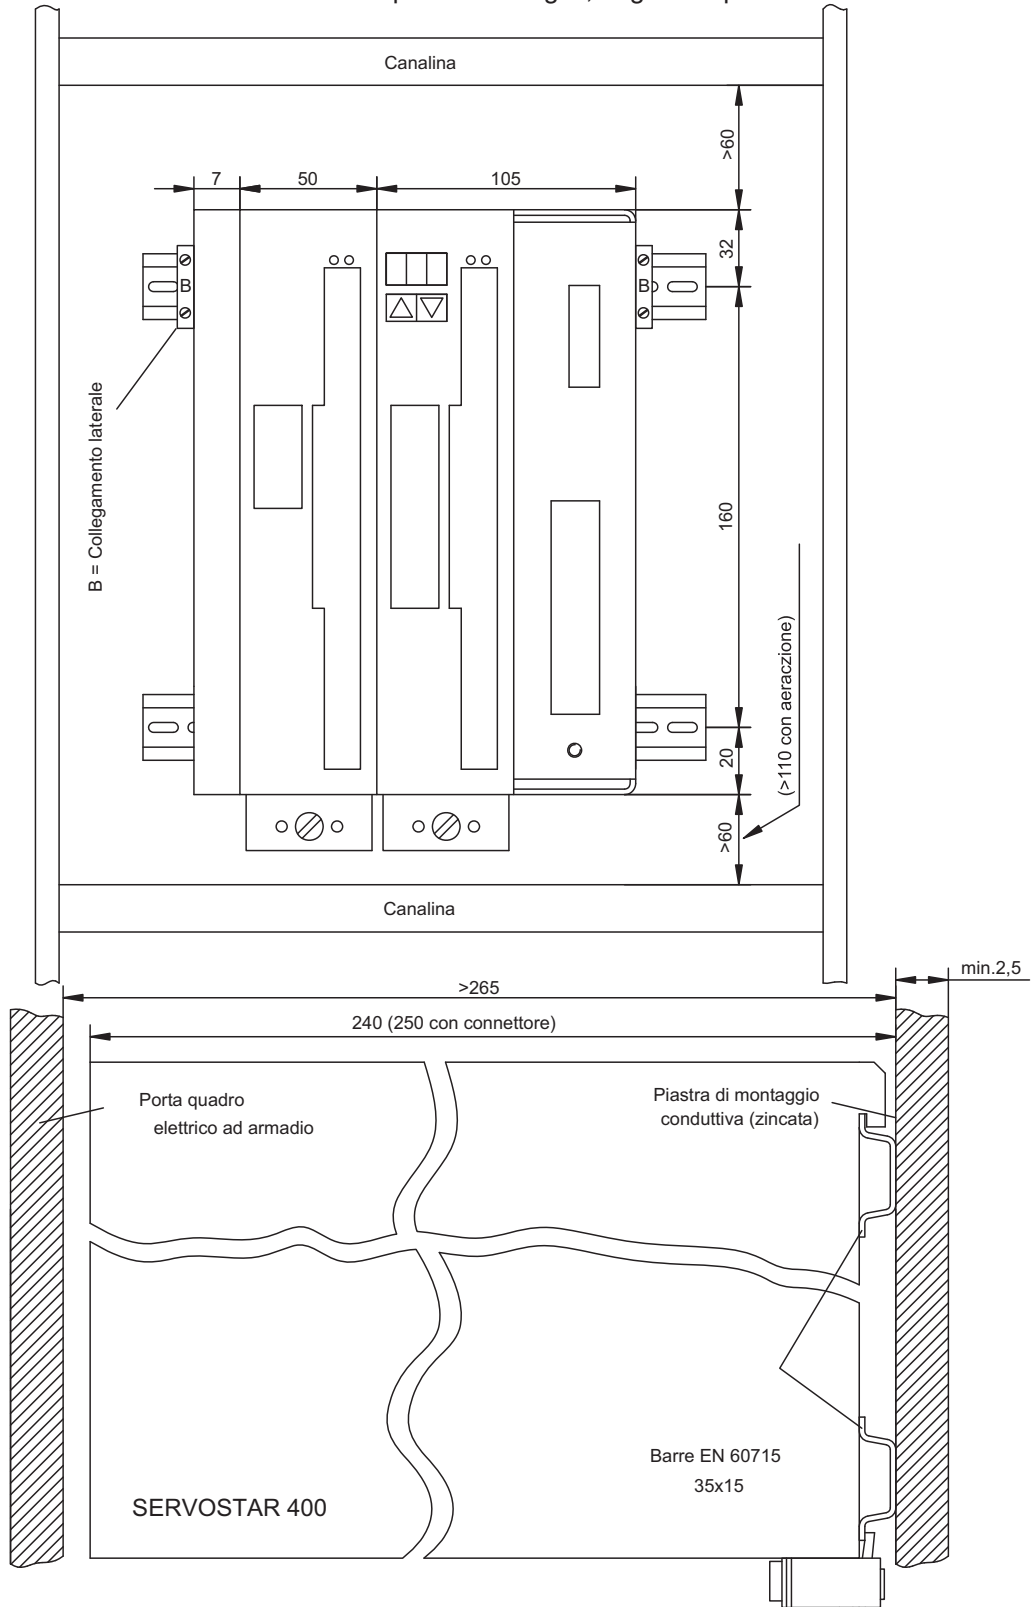 Canalina
>60
7
50
105
32
B
B
B = Collegamento laterale
160
(>110 con aeraczione)
20
>60
Canalina
min.2,5
>265
240 (250 con connettore)
Porta quadro
elettrico ad armadio
Piastra di montaggio
conduttiva (zincata)
Barre EN 60715
35x15
SERVOSTAR 400